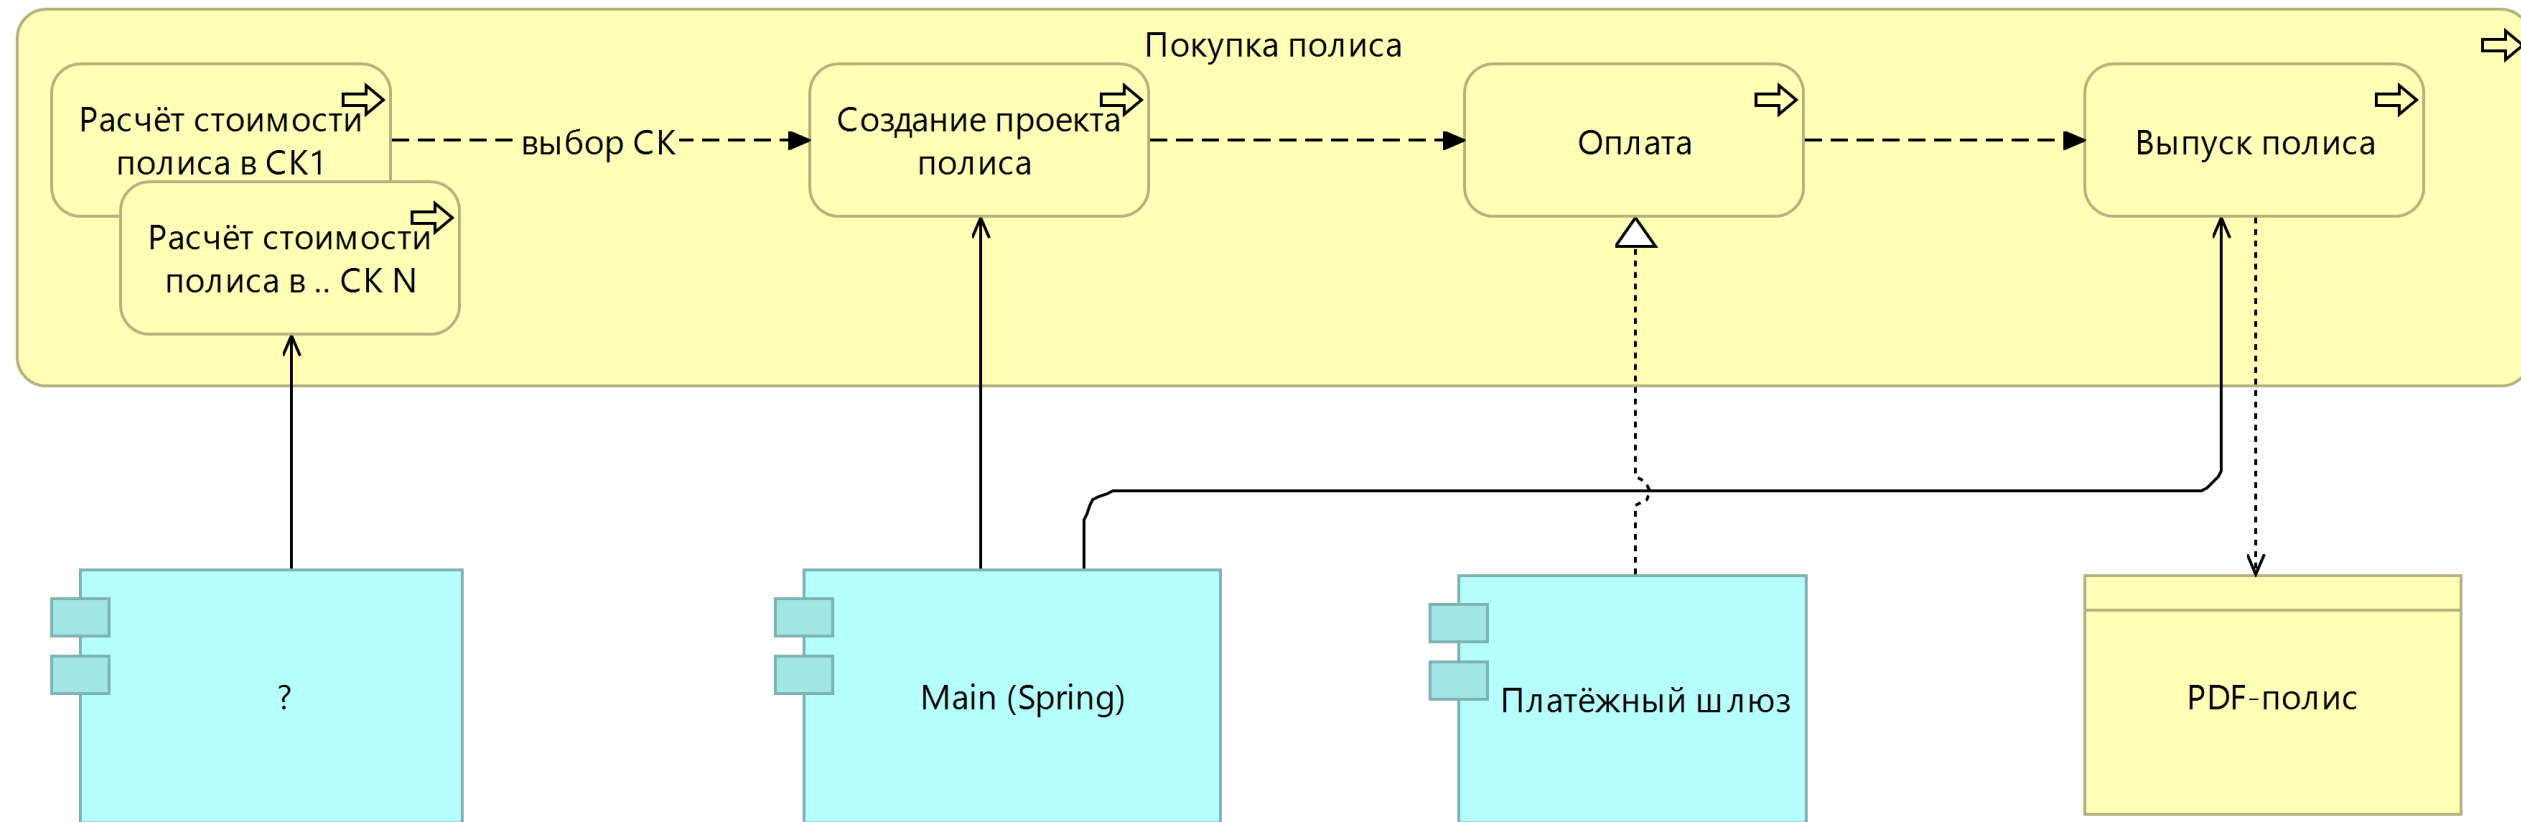 Покупка полиса
Расчёт стоимости
полиса в СК1
выбор СК
Создание проекта
полиса
Оплата
Выпуск полиса
Расчёт стоимости
полиса в .. СК N
?
Main (Spring)
Платёжный шлюз
PDF-полис